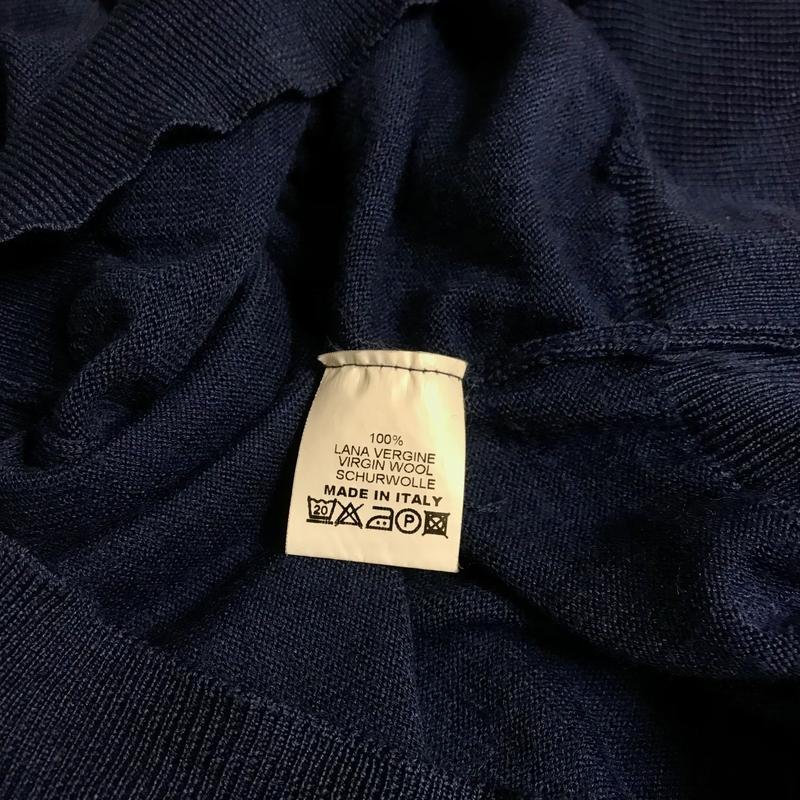 100%
LANA VERGINE
VIRGIN WOOL
SCHURWOLLE
MADE IN ITALY
20 P